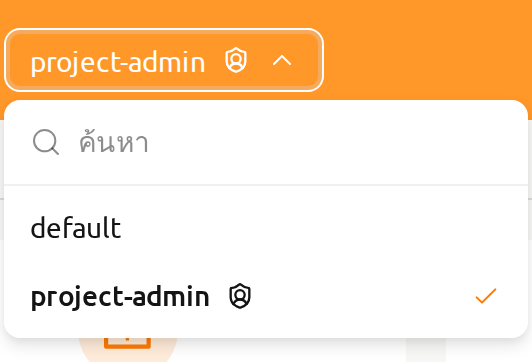 project-admin
ค้นหา
default
project-admin